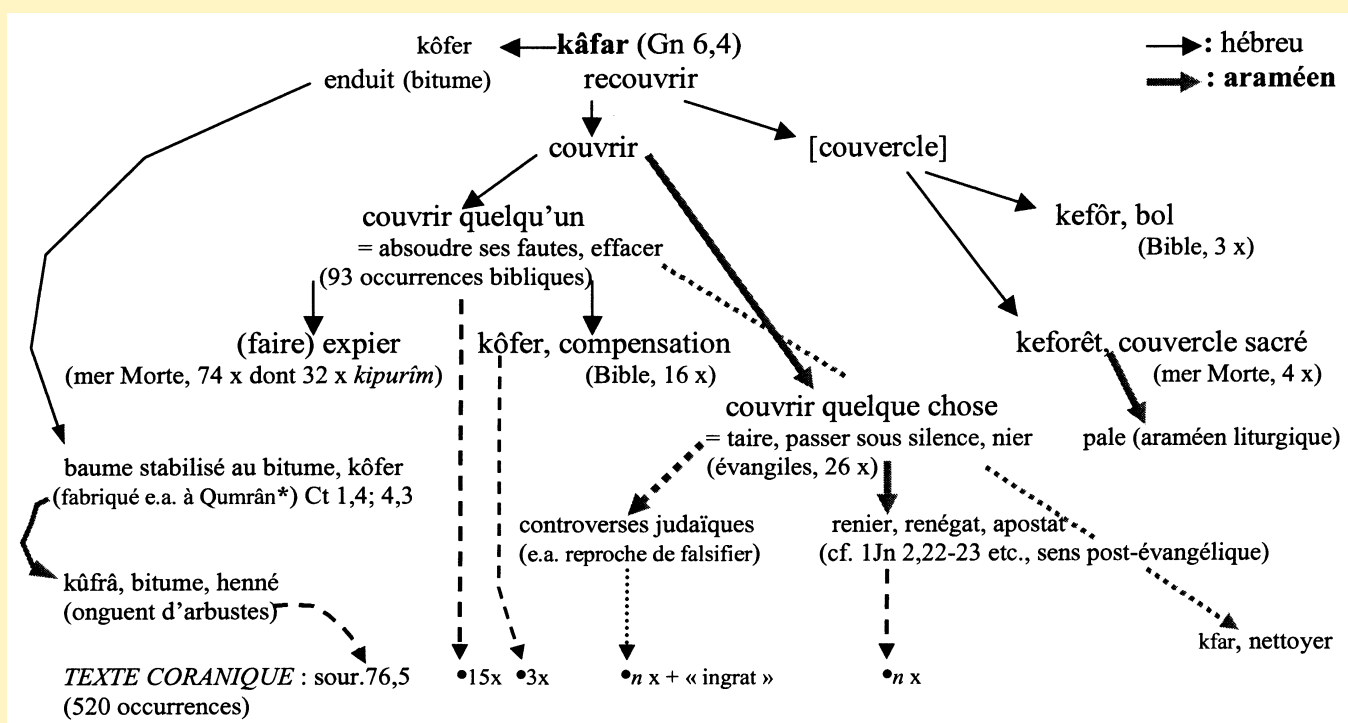 kôfer kâfar (Gn 6,4) : hébreu
enduit (bitume) recouvrir : araméen
couvrir [couvercle]
couvrir quelqu’un kefôr, bol
= absoudre ses fautes, effacer (Bible, 3 x)
(93 occurrences bibliques)
(faire) expier kôfer, compensation keforêt, couvercle sacré
(mer Morte, 74 x dont 32 x kipurîm) (Bible, 16 x) (mer Morte, 4 x)
couvrir quelque chose
= taire, passer sous silence, nier pale (araméen liturgique)
baume stabilisé au bitume, kôfer (évangiles, 26 x)
(fabriqué e.a. à Qumrân*) Ct 1,4; 4,3
controverses judaïques renier, renégat, apostat
(e.a. reproche de falsifier) (cf. 1Jn 2,22-23 etc., sens post-évangélique)
kûfrâ, bitume, henné
(onguent d’arbustes)
kfar, nettoyer
TEXTE CORANIQUE : sour.76,5 •15x •3x •n x + « ingrat » •n x
(520 occurrences)